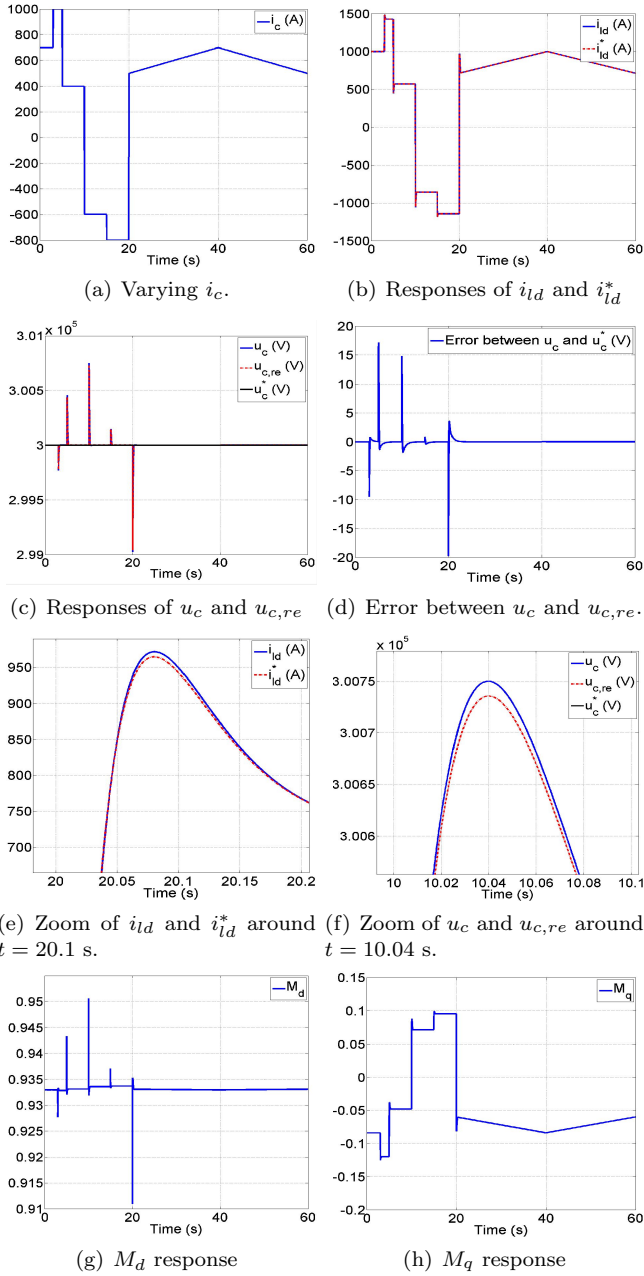 1000
800
600
400
200
0
-200
-400
-600
-800
0
20
40
60
Time (s)
i_c (A)
(a) Varying i_c.
1500
1000
500
0
-500
-1000
-1500
0
20
40
60
Time (s)
i_ld (A)
i*_ld (A)
(b) Responses of i_ld and i*_ld
x 10^5
3.01
3.005
3
2.995
2.99
0
20
40
60
Time (s)
u_c (V)
u_c,re (V)
u*_c (V)
(c) Responses of u_c and u_c,re
20
15
10
5
0
-5
-10
-15
-20
0
20
40
60
Time (s)
Error between u_c and u*_c (V)
(d) Error between u_c and u_c,re.
950
900
850
800
750
700
20
20.05
20.1
20.15
20.2
Time (s)
i_ld (A)
i*_ld (A)
(e) Zoom of i_ld and i*_ld around
t = 20.1 s.
x 10^5
3.0075
3.007
3.0065
3.006
10
10.02
10.04
10.06
10.08
10.1
Time (s)
u_c (V)
u_c,re (V)
u*_c (V)
(f) Zoom of u_c and u_c,re around
t = 10.04 s.
0.95
0.945
0.94
0.935
0.93
0.925
0.92
0.915
0.91
0
20
40
60
Time (s)
M_d
(g) M_d response
0.15
0.1
0.05
0
-0.05
-0.1
-0.15
-0.2
0
20
40
60
Time (s)
M_q
(h) M_q response